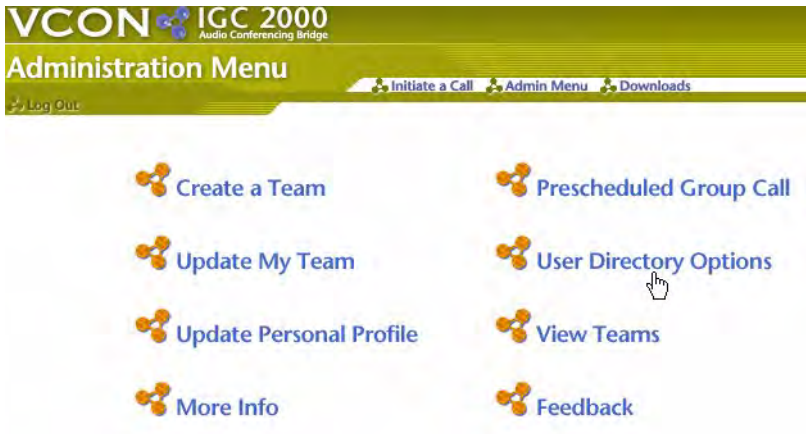 VCON IGC 2000
Audio Conferencing Bridge
Administration Menu
Initiate a Call Admin Menu Downloads
Log Out
Create a Team Prescheduled Group Call
Update My Team User Directory Options
Update Personal Profile View Teams
More Info Feedback